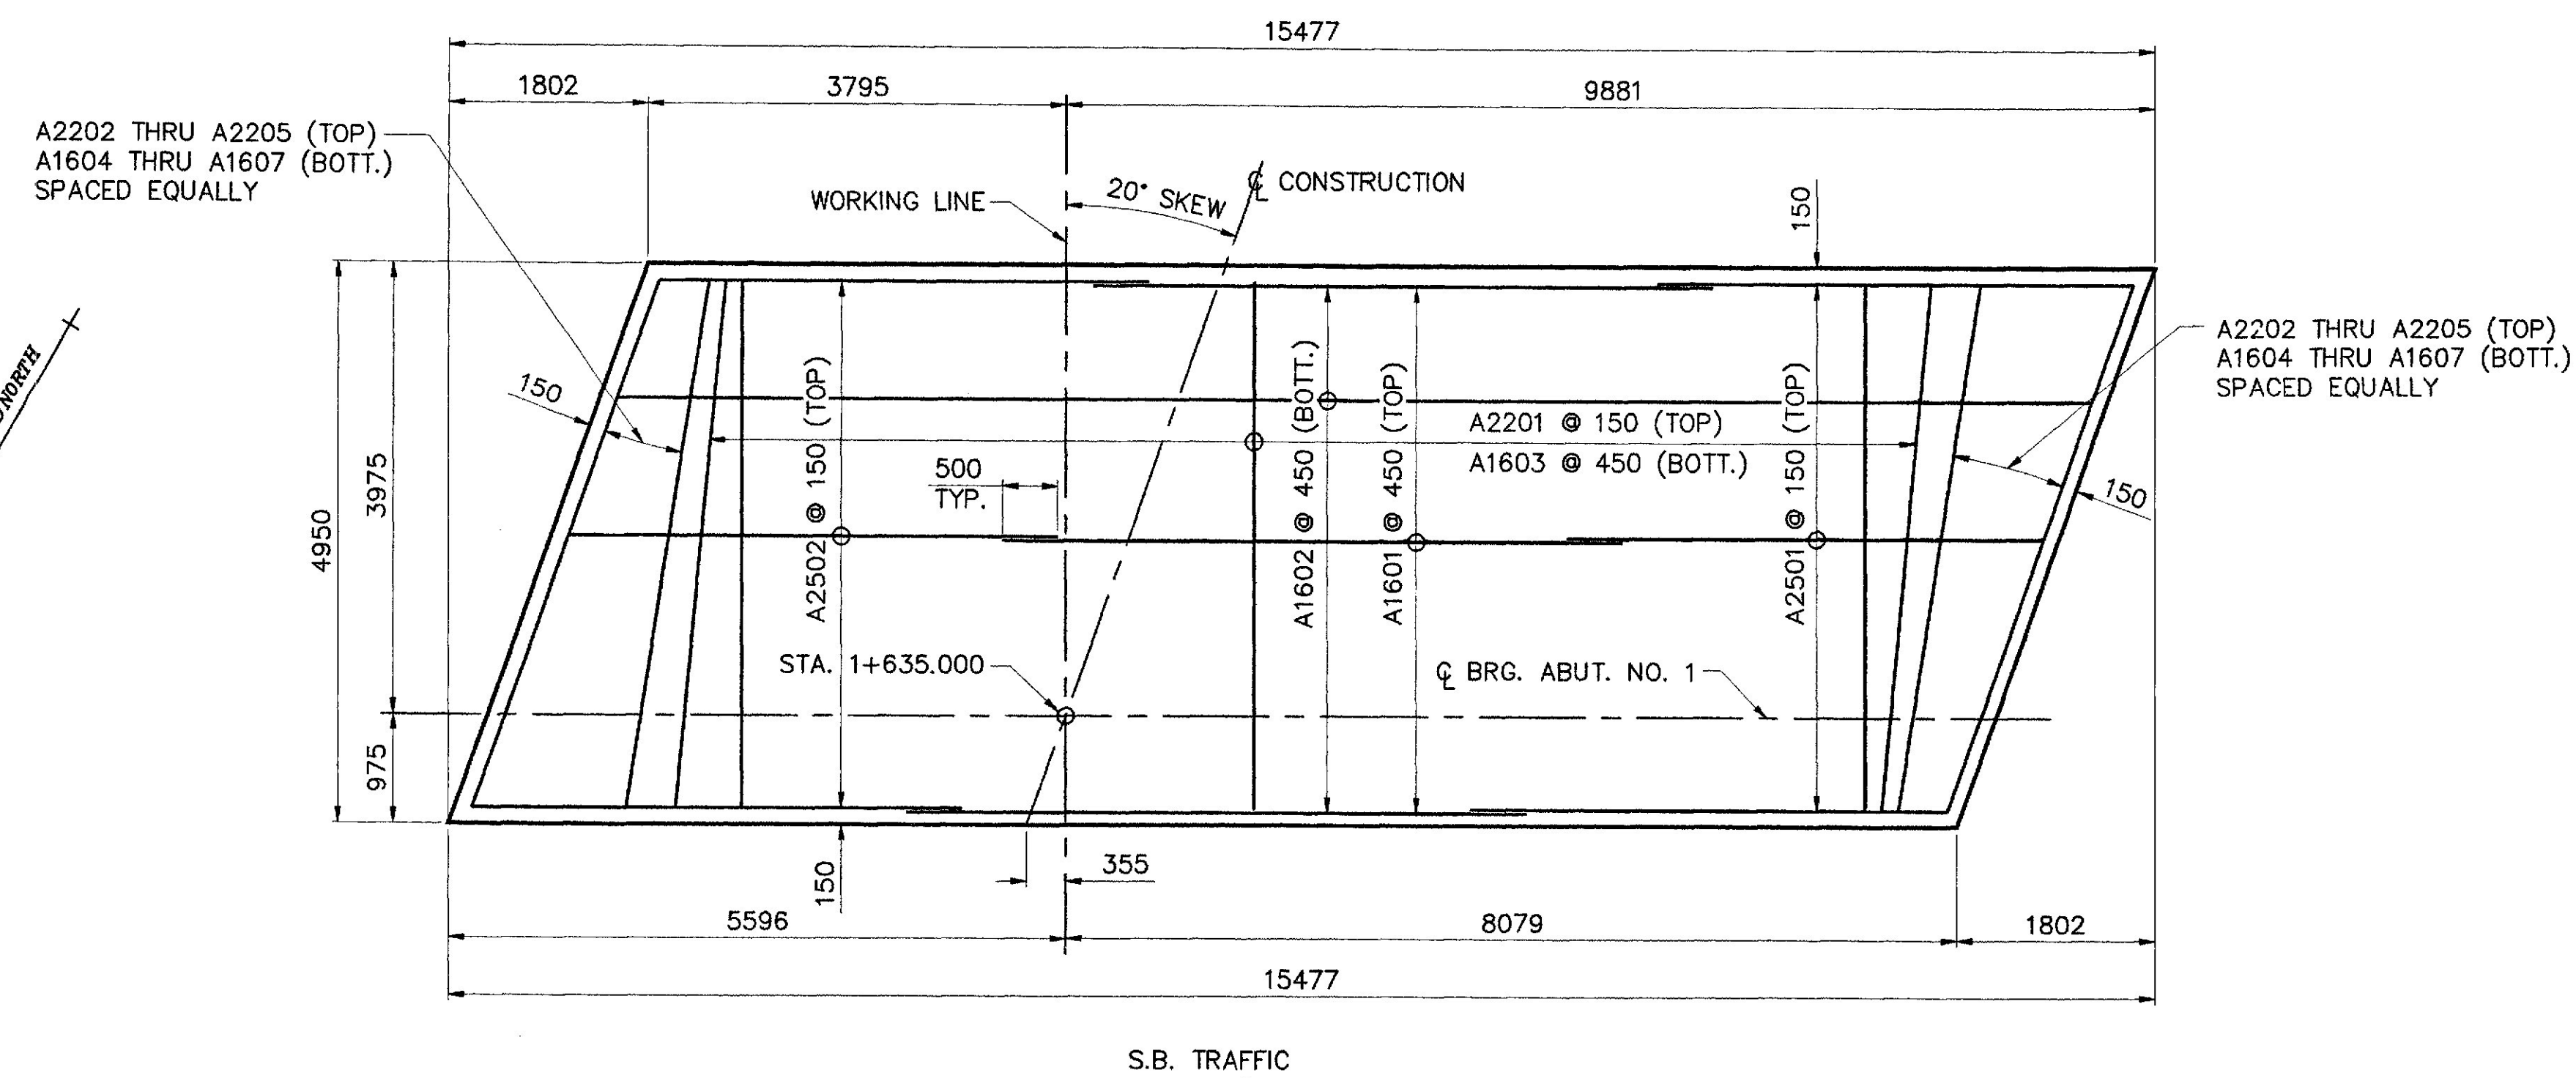 15477
1802
3795
9881
A2202 THRU A2205 (TOP)
A1604 THRU A1607 (BOTT.)
SPACED EQUALLY
WORKING LINE
20° SKEW
℄ CONSTRUCTION
150
NORTH
150
A2502 @ 150 (TOP)
A1602 @ 450 (BOTT.)
A1601 @ 450 (TOP)
A2201 @ 150 (TOP)
A1603 @ 450 (BOTT.)
A2501 @ 150 (TOP)
A2202 THRU A2205 (TOP)
A1604 THRU A1607 (BOTT.)
SPACED EQUALLY
150
500
TYP.
4950
3975
975
STA. 1+635.000
℄ BRG. ABUT. NO. 1
150
355
5596
8079
1802
15477
S.B. TRAFFIC